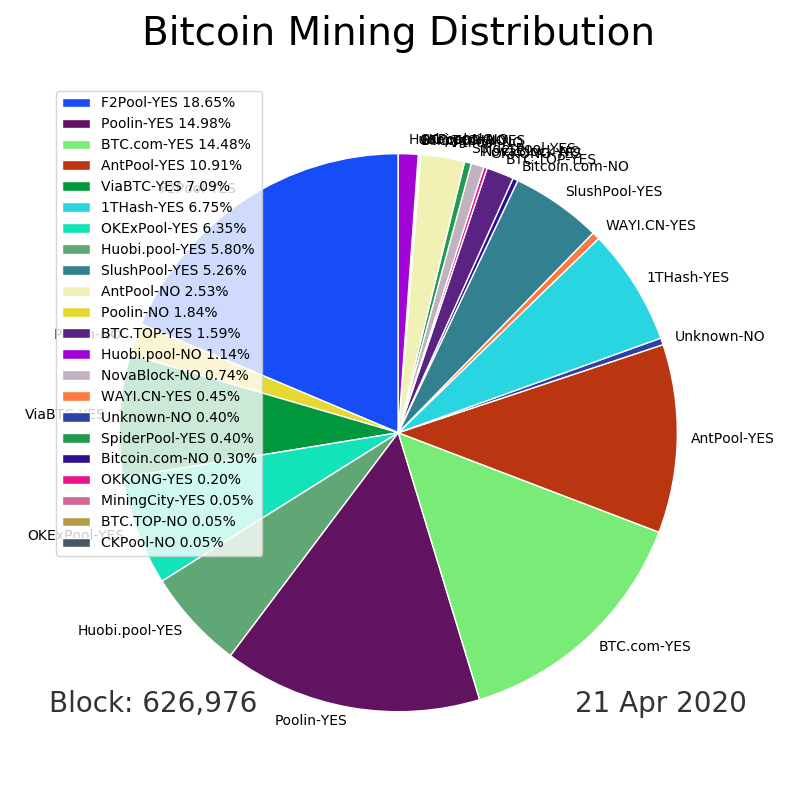 Bitcoin Mining Distribution
F2Pool-YES 18.65%
Poolin-YES 14.98%
BTC.com-YES 14.48%
AntPool-YES 10.91%
ViaBTC-YES 7.09%
1THash-YES 6.75%
OKExPool-YES 6.35%
Huobi.pool-YES 5.80%
SlushPool-YES 5.26%
AntPool-NO 2.53%
Poolin-NO 1.84%
BTC.TOP-YES 1.59%
Huobi.pool-NO 1.14%
NovaBlock-NO 0.74%
WAYI.CN-YES 0.45%
Unknown-NO 0.40%
SpiderPool-YES 0.40%
Bitcoin.com-NO 0.30%
OKKONG-YES 0.20%
MiningCity-YES 0.05%
BTC.TOP-NO 0.05%
CKPool-NO 0.05%
BTC.TOP-YES
Bitcoin.com-NO
SlushPool-YES
WAYI.CN-YES
1THash-YES
Unknown-NO
AntPool-YES
BTC.com-YES
Poolin-YES
Huobi.pool-YES
OKExPool-YES
ViaBTC-YES
Block: 626,976
21 Apr 2020